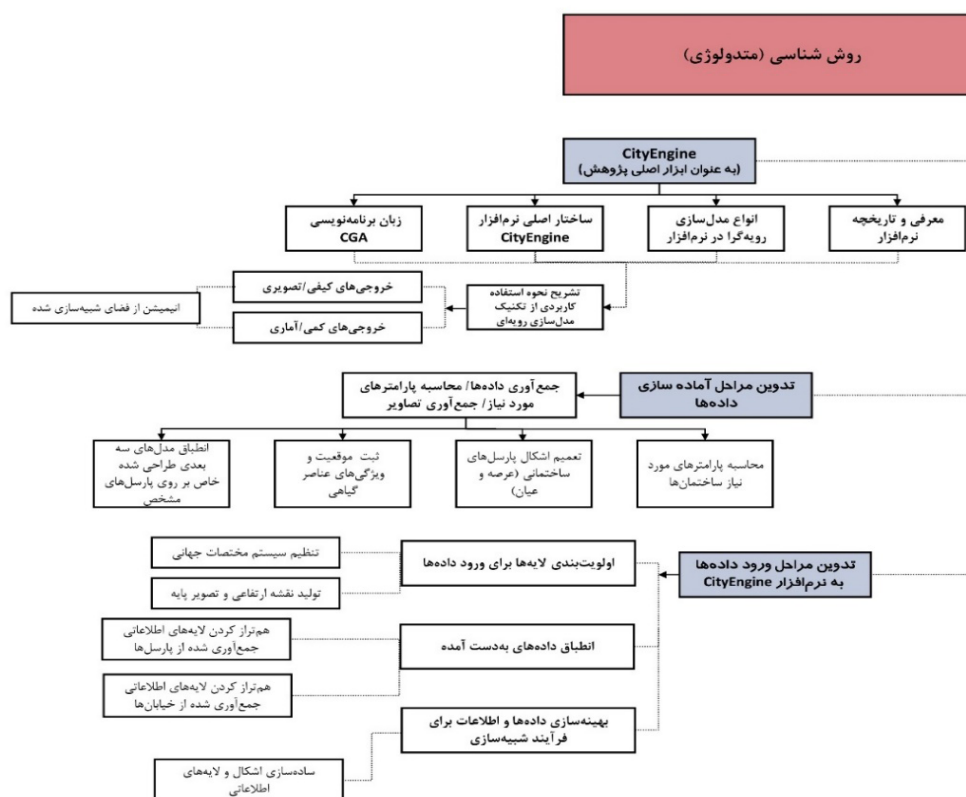 روش شناسی (متدولوژی)
CityEngine
(به عنوان ابزار اصلی پژوهش)
معرفی و تاریخچه
نرم‌افزار
انواع مدل‌سازی
رویه‌گرا در نرم‌افزار
ساختار اصلی نرم‌افزار
CityEngine
زبان برنامه‌نویسی
CGA
تشریح نحوه استفاده
کاربردی از تکنیک
مدل‌سازی رویه‌ای
خروجی‌های کیفی/تصویری
خروجی‌های کمی/آماری
انیمیشن از فضای شبیه‌سازی شده
تدوین مراحل آماده سازی
داده‌ها
جمع‌آوری داده‌ها/ محاسبه پارامترهای
مورد نیاز/ جمع‌آوری تصاویر
محاسبه پارامترهای مورد
نیاز ساختمان‌ها
تعمیم اشکال پارسل‌های
ساختمانی (عرصه و
عیان)
ثبت موقعیت و
ویژگی‌های عناصر
گیاهی
انطباق مدل‌های سه
بعدی طراحی شده
خاص بر روی پارسل‌های
مشخص
تدوین مراحل ورود داده‌ها
به نرم‌افزار CityEngine
اولویت‌بندی لایه‌ها برای ورود داده‌ها
تنظیم سیستم مختصات جهانی
تولید نقشه ارتفاعی و تصویر پایه
انطباق داده‌های به‌دست آمده
هم‌تراز کردن لایه‌های اطلاعاتی
جمع‌آوری شده از پارسل‌ها
هم‌تراز کردن لایه‌های اطلاعاتی
جمع‌آوری شده از خیابان‌ها
بهینه‌سازی داده‌ها و اطلاعات برای
فرآیند شبیه‌سازی
ساده‌سازی اشکال و لایه‌های
اطلاعاتی